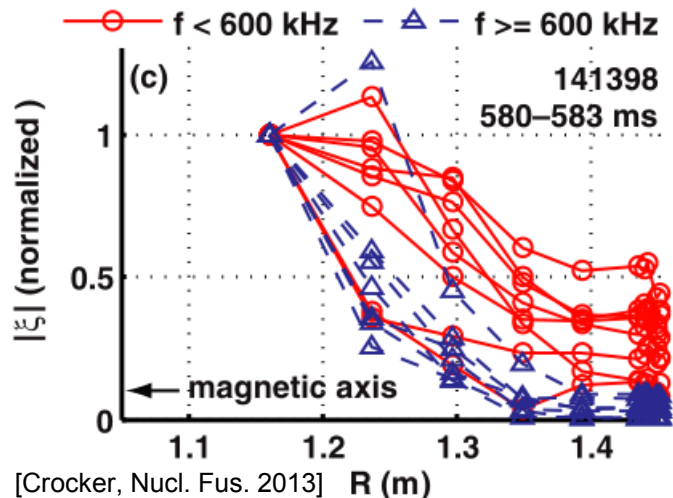 f < 600 kHz f >= 600 kHz
(c) 141398
580–583 ms
|ξ| (normalized )
1
0.5
0
magnetic axis
1.1 1.2 1.3 1.4
[Crocker, Nucl. Fus. 2013] R (m)